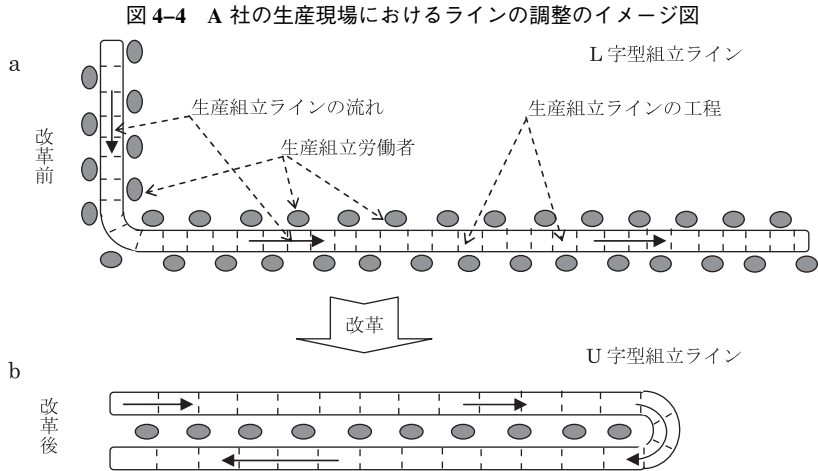 図 4–4 A 社の生産現場におけるラインの調整のイメージ図
a
L 字型組立ライン
改革前
生産組立ラインの流れ
生産組立ラインの工程
生産組立労働者
改革
U 字型組立ライン
b
改革後